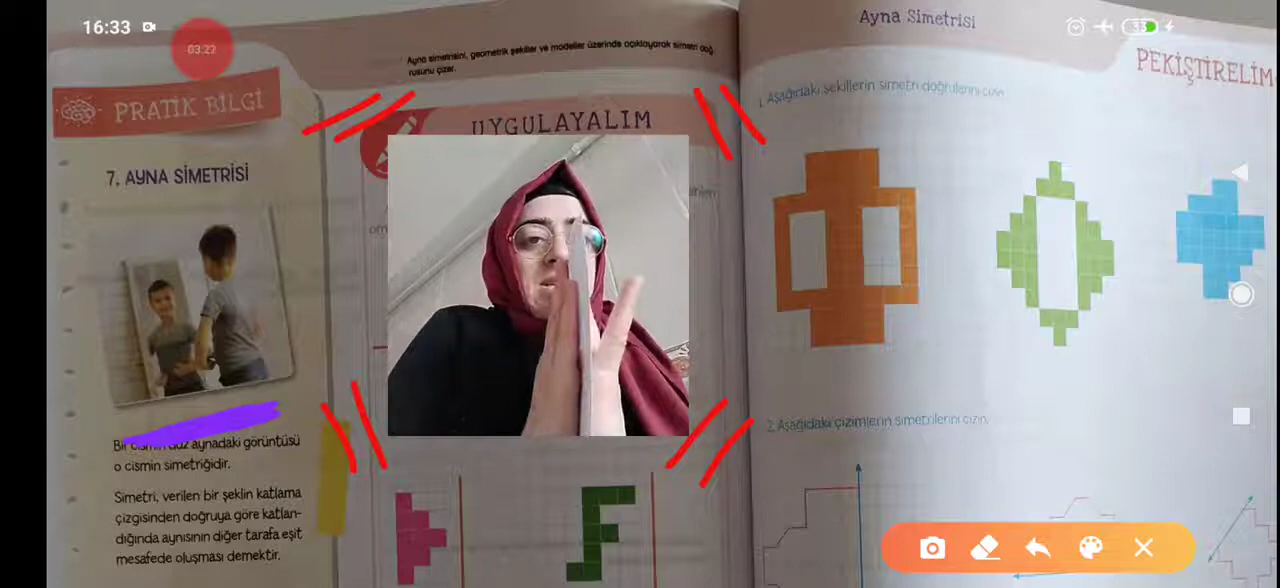 16:33
03:27
Ayna simetrisini, geometrik şekiller ve modeller üzerinde açıklayarak simetri doğ-
rusunu çizer.
PRATİK BİLGİ
7. AYNA SİMETRİSİ
Bir cismin düz aynadaki görüntüsü
o cismin simetriğidir.
Simetri, verilen bir şeklin katlama
çizgisinden doğruya göre katlan-
dığında aynısının diğer tarafa eşit
mesafede oluşması demektir.
UYGULAYALIM
Ayna Simetrisi
PEKİŞTİRELİM
1. Aşağıdaki şekillerin simetri doğrularını çizin.
2. Aşağıdaki çizimlerin simetrilerini çizin.